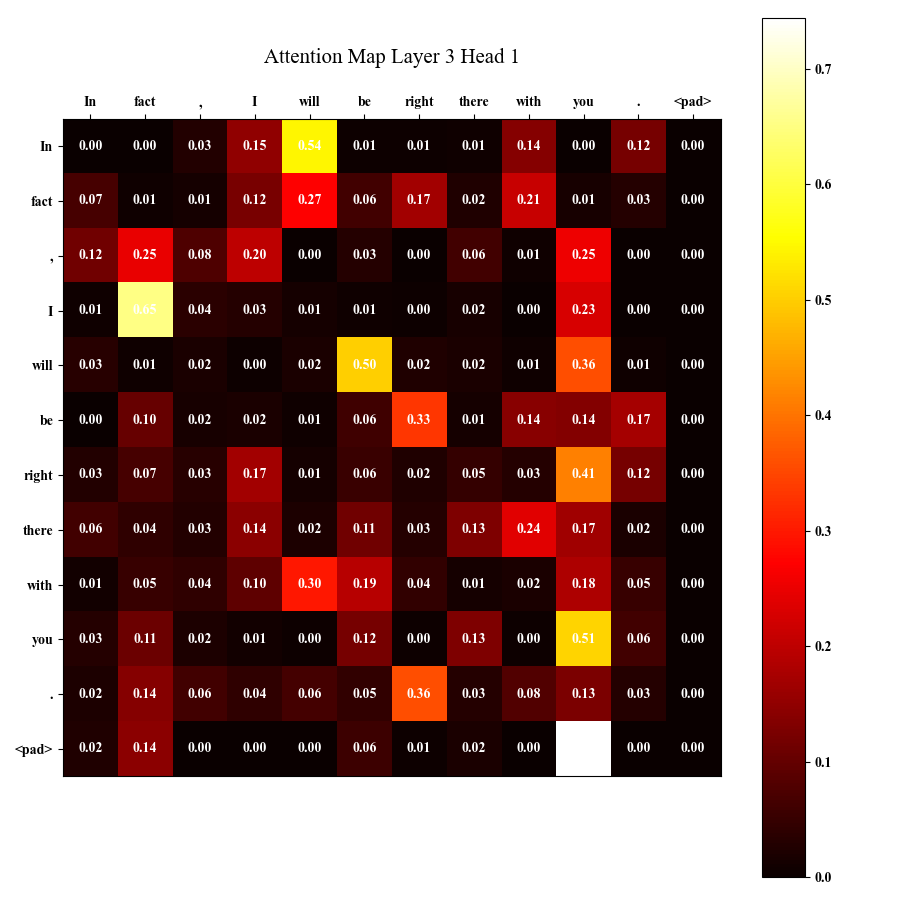 Attention Map Layer 3 Head 1
In fact , I will be right there with you . <pad>
In 0.00 0.00 0.03 0.15 0.54 0.01 0.01 0.01 0.14 0.00 0.12 0.00
fact 0.07 0.01 0.01 0.12 0.27 0.06 0.17 0.02 0.21 0.01 0.03 0.00
, 0.12 0.25 0.08 0.20 0.00 0.03 0.00 0.06 0.01 0.25 0.00 0.00
I 0.01 0.65 0.04 0.03 0.01 0.01 0.00 0.02 0.00 0.23 0.00 0.00
will 0.03 0.01 0.02 0.00 0.02 0.50 0.02 0.02 0.01 0.36 0.01 0.00
be 0.00 0.10 0.02 0.02 0.01 0.06 0.33 0.01 0.14 0.14 0.17 0.00
right 0.03 0.07 0.03 0.17 0.01 0.06 0.02 0.05 0.03 0.41 0.12 0.00
there 0.06 0.04 0.03 0.14 0.02 0.11 0.03 0.13 0.24 0.17 0.02 0.00
with 0.01 0.05 0.04 0.10 0.30 0.19 0.04 0.01 0.02 0.18 0.05 0.00
you 0.03 0.11 0.02 0.01 0.00 0.12 0.00 0.13 0.00 0.51 0.06 0.00
. 0.02 0.14 0.06 0.04 0.06 0.05 0.36 0.03 0.08 0.13 0.03 0.00
<pad> 0.02 0.14 0.00 0.00 0.00 0.06 0.01 0.02 0.00 0.00 0.00
0.7
0.6
0.5
0.4
0.3
0.2
0.1
0.0